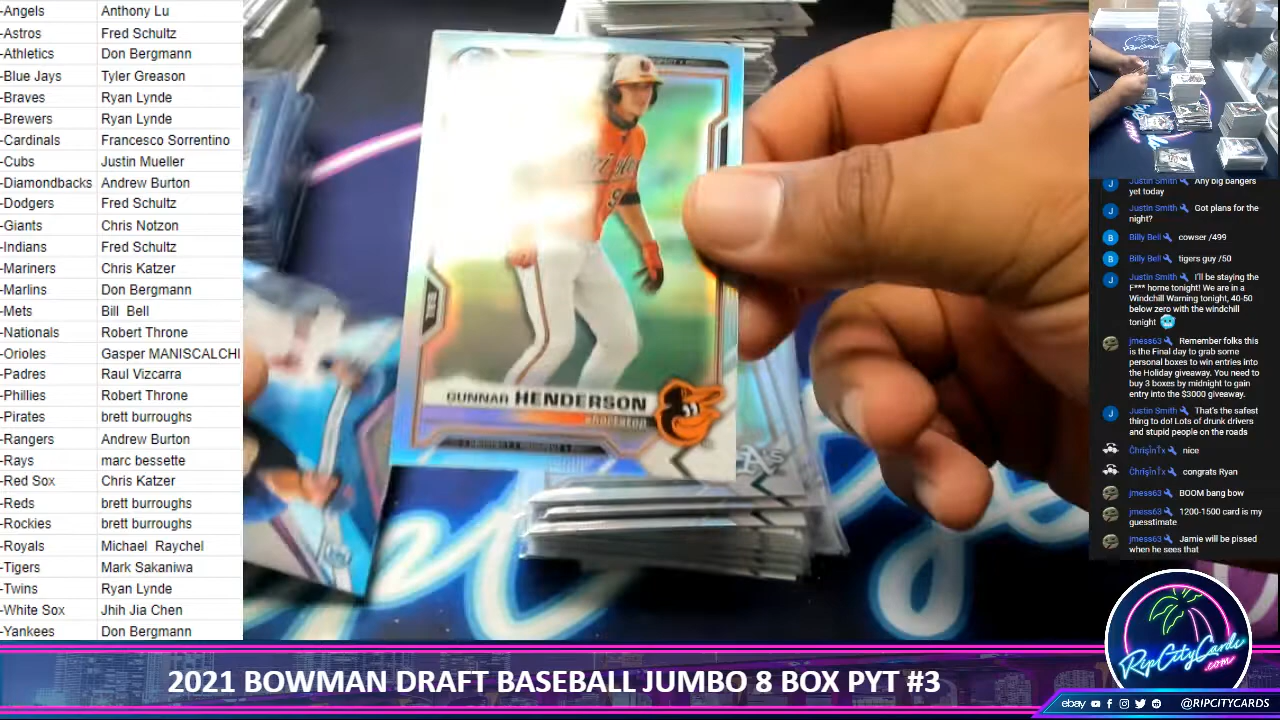 -Angels Anthony Lu
-Astros Fred Schultz
-Athletics Don Bergmann
-Blue Jays Tyler Greason
-Braves Ryan Lynde
-Brewers Ryan Lynde
-Cardinals Francesco Sorrentino
-Cubs Justin Mueller
-Diamondbacks Andrew Burton
-Dodgers Fred Schultz
-Giants Chris Notzon
-Indians Fred Schultz
-Mariners Chris Katzer
-Marlins Don Bergmann
-Mets Bill Bell
-Nationals Robert Throne
-Orioles Gasper MANISCALCHI
-Padres Raul Vizcarra
-Phillies Robert Throne
-Pirates brett burroughs
-Rangers Andrew Burton
-Rays marc bessette
-Red Sox Chris Katzer
-Reds brett burroughs
-Rockies brett burroughs
-Royals Michael Raychel
-Tigers Mark Sakaniwa
-Twins Ryan Lynde
-White Sox Jhih Jia Chen
-Yankees Don Bergmann
GUNNAR HENDERSON
A's
J Justin Smith Any big bangers
yet today
J Justin Smith Got plans for the
night?
B Billy Bell cowser /499
B Billy Bell tigers guy /50
J Justin Smith I'll be staying the
F*** home tonight! We are in a
Windchill Warning tonight, 40-50
below zero with the windchill
tonight
jmess63 Remember folks this
is the Final day to grab some
personal boxes to win entries into
the Holiday giveaway. You need to
buy 3 boxes by midnight to gain
entry into the $3000 giveaway.
J Justin Smith That's the safest
thing to do! Lots of drunk drivers
and stupid people on the roads
nice
congrats Ryan
jmess63 BOOM bang bow
jmess63 1200-1500 card is my
guesstimate
jmess63 Jamie will be pissed
when he sees that
RipCityCards
.com
2021 BOWMAN DRAFT BASEBALL JUMBO 8 BOX PYT #3
ebay @RIPCITYCARDS